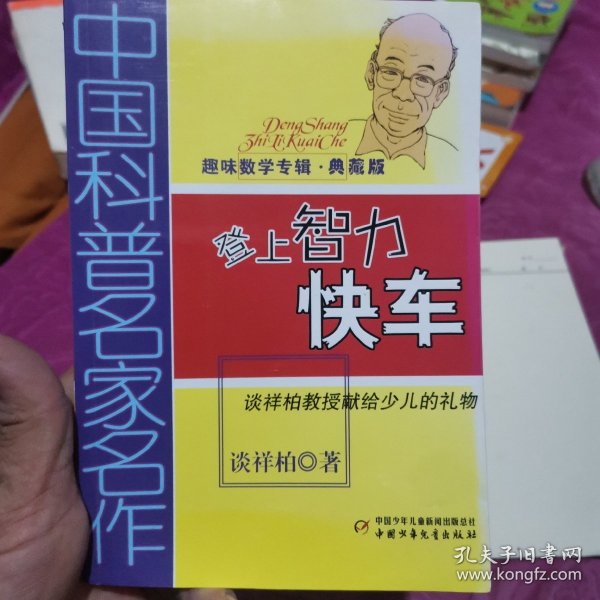 中国科普名家名作
DengShang
ZhiLiKuaiChe
趣味数学专辑·典藏版
登上智力
快车
谈祥柏教授献给少儿的礼物
谈祥柏◎著
中国少年儿童新闻出版总社
中国少年儿童出版社
孔夫子旧书网
www.kongfz.com